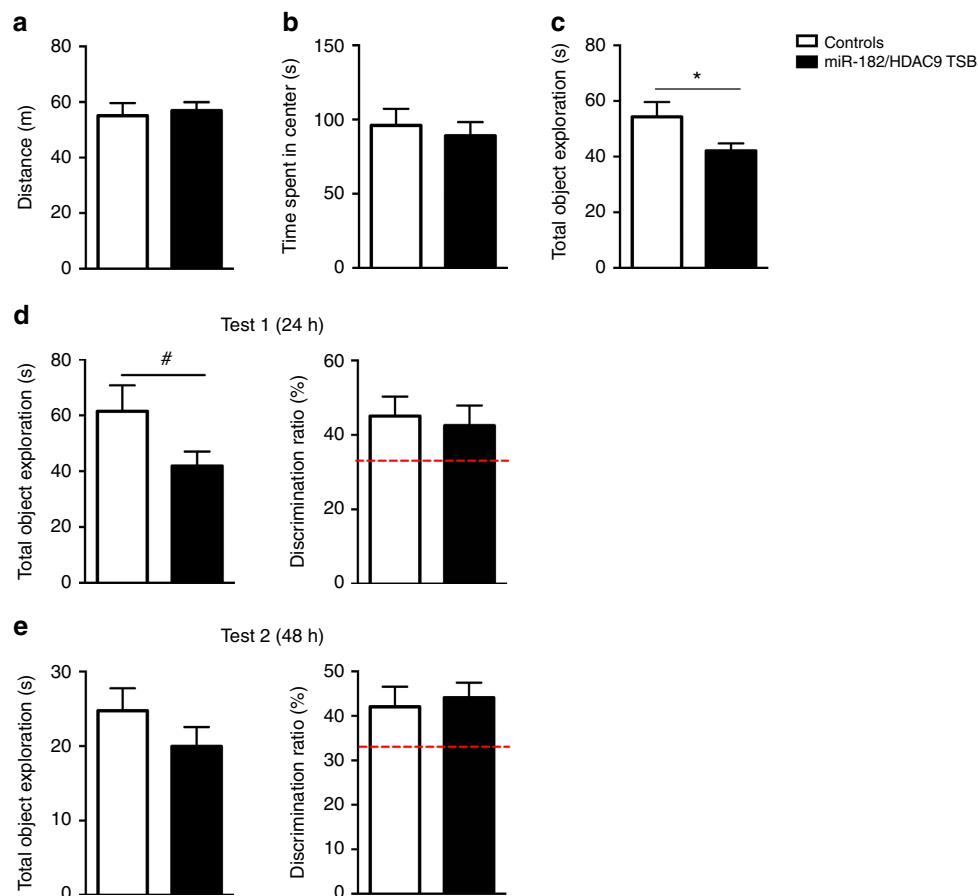 a
Distance (m)
80
60
40
20
0
b
Time spent in center (s)
150
100
50
0
c
Total object exploration (s)
80
60
40
20
0
*
Controls
miR-182/HDAC9 TSB
d
Test 1 (24 h)
Total object exploration (s)
80
60
40
20
0
#
Discrimination ratio (%)
60
40
20
0
e
Test 2 (48 h)
Total object exploration (s)
30
20
10
0
Discrimination ratio (%)
50
40
30
20
10
0